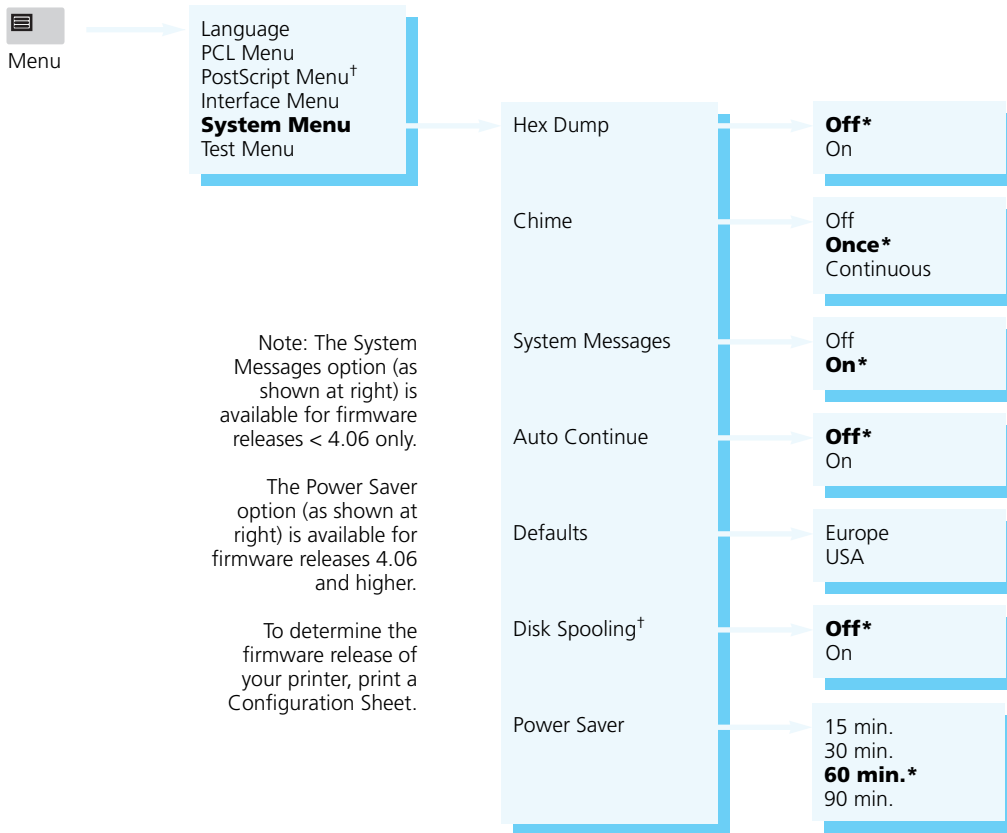 Menu
Language
PCL Menu
PostScript Menu†
Interface Menu
System Menu
Test Menu
Note: The System
Messages option (as
shown at right) is
available for firmware
releases < 4.06 only.
The Power Saver
option (as shown at
right) is available for
firmware releases 4.06
and higher.
To determine the
firmware release of
your printer, print a
Configuration Sheet.
Hex Dump
Off*
On
Chime
Off
Once*
Continuous
System Messages
Off
On*
Auto Continue
Off*
On
Defaults
Europe
USA
Disk Spooling†
Off*
On
Power Saver
15 min.
30 min.
60 min.*
90 min.